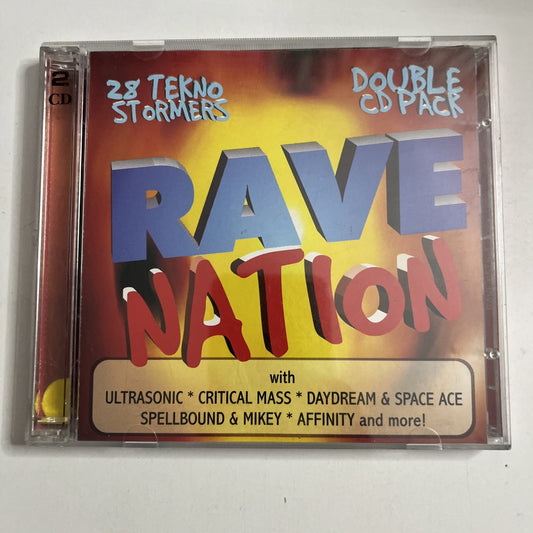 2
CD
28 TEKNO
STORMERS
DOUBLE
CD PACK
RAVE
NATION
with
ULTRASONIC * CRITICAL MASS * DAYDREAM & SPACE ACE
SPELLBOUND & MIKEY * AFFINITY and more!